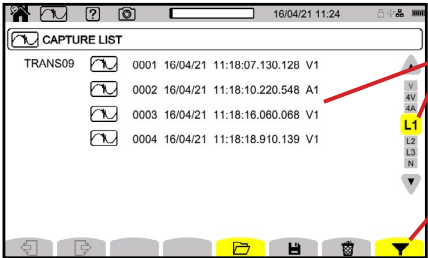 ? 16/04/21 11:24
CAPTURE LIST
TRANS09 0001 16/04/21 11:18:07.130.128 V1
0002 16/04/21 11:18:10.220.548 A1
0003 16/04/21 11:18:16.060.068 V1
0004 16/04/21 11:18:18.910.139 V1
V
4V
4A
L1
L2
L3
N